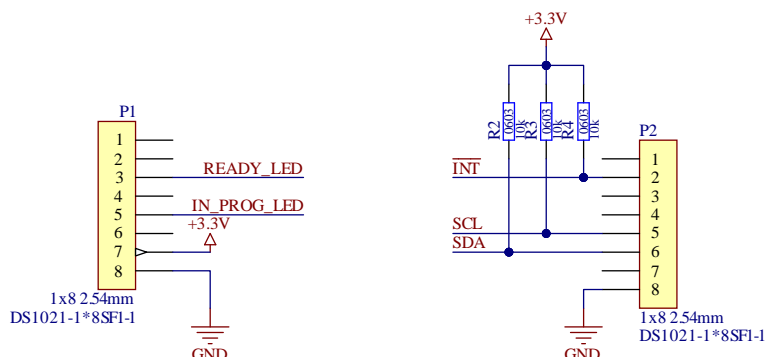 +3.3V
P1
1
2
3
4
5
6
7
8
READY_LED
IN_PROG_LED
+3.3V
1x8 2.54mm
DS1021-1*8SF1-1
GND
R2
0603
10k
R3
0603
10k
R4
0603
10k
P2
1
2
3
4
5
6
7
8
INT
SCL
SDA
1x8 2.54mm
DS1021-1*8SF1-1
GND